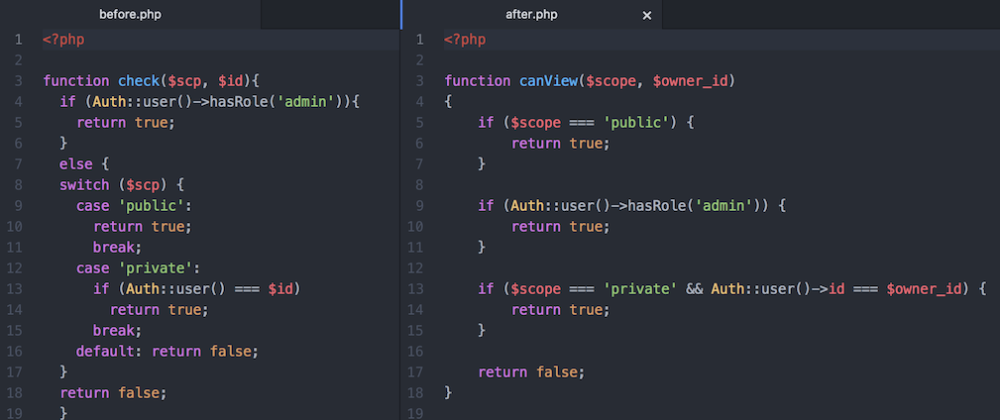 before.php
1 <?php
2
3 function check($scp, $id){
4   if (Auth::user()->hasRole('admin')){
5     return true;
6   }
7   else {
8   switch ($scp) {
9     case 'public':
10       return true;
11       break;
12     case 'private':
13       if (Auth::user() === $id)
14         return true;
15       break;
16     default: return false;
17   }
18   return false;
19   }
after.php ×
1 <?php
2
3 function canView($scope, $owner_id)
4 {
5     if ($scope === 'public') {
6         return true;
7     }
8
9     if (Auth::user()->hasRole('admin')) {
10         return true;
11     }
12
13     if ($scope === 'private' && Auth::user()->id === $owner_id) {
14         return true;
15     }
16
17     return false;
18 }
19